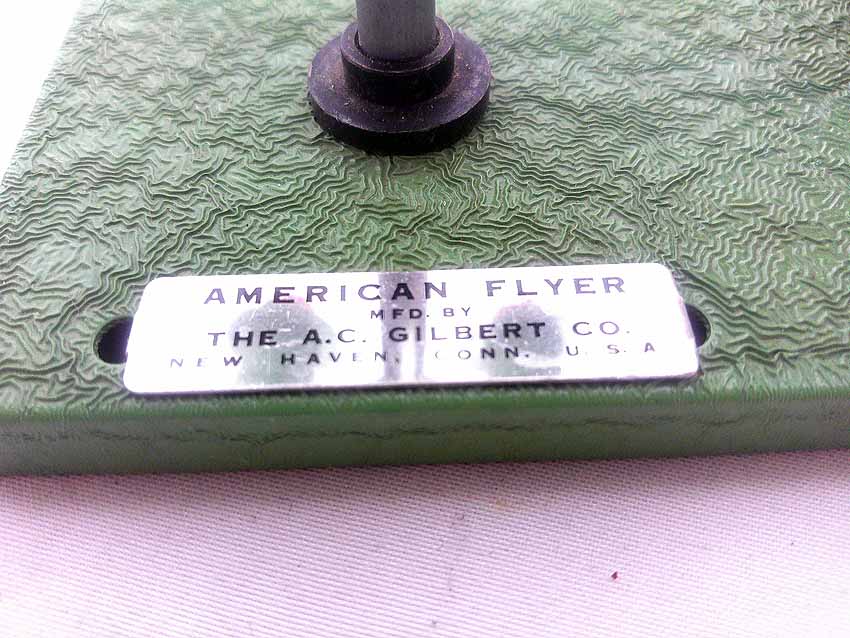 AMERICAN FLYER
MFD. BY
THE A.C. GILBERT CO.
NEW HAVEN, CONN. U.S.A